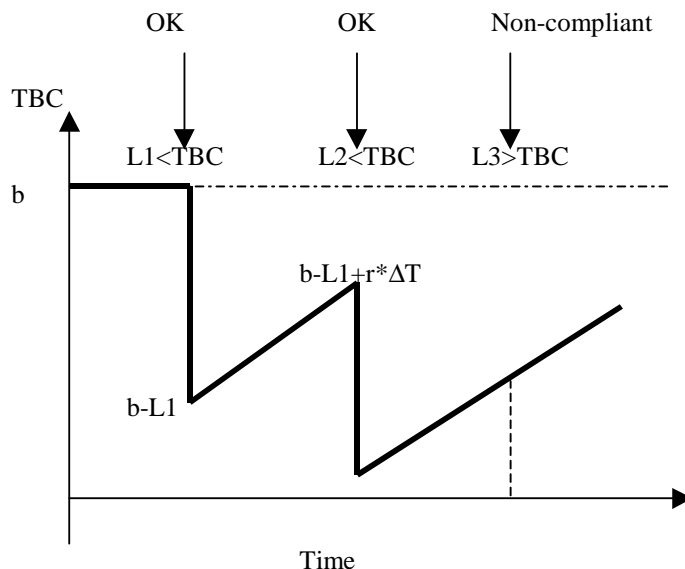 OK OK Non-compliant
TBC
L1<TBC L2<TBC L3>TBC
b
b-L1+r*ΔT
b-L1
Time